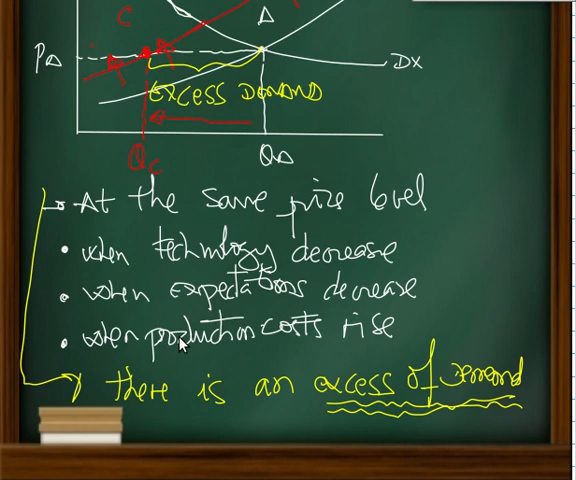 C
A
PA
DX
EXCESS DEMAND
QC
QA
At the same prize level
• when technology decrease
• when expectations decrease
• when production costs rise
there is an excess of Demand